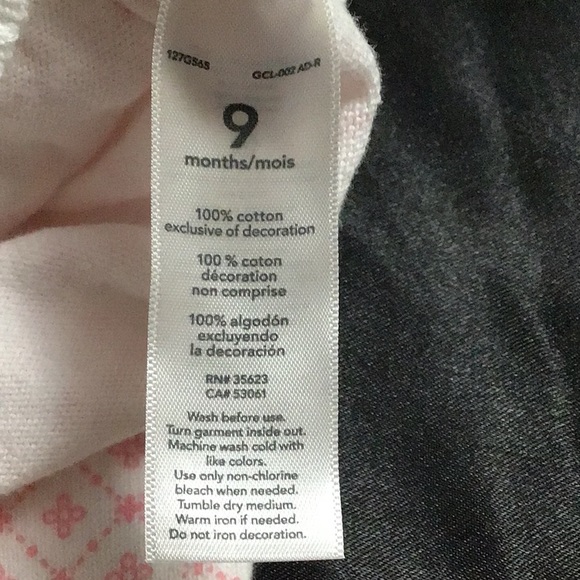 127G565
GCL-002 AD-R
9
months/mois
100% cotton
exclusive of decoration
100 % coton
décoration
non comprise
100% algodón
excluyendo
la decoración
RN# 35623
CA# 53061
Wash before use.
Turn garment inside out.
Machine wash cold with
like colors.
Use only non-chlorine
bleach when needed.
Tumble dry medium.
Warm iron if needed.
Do not iron decoration.